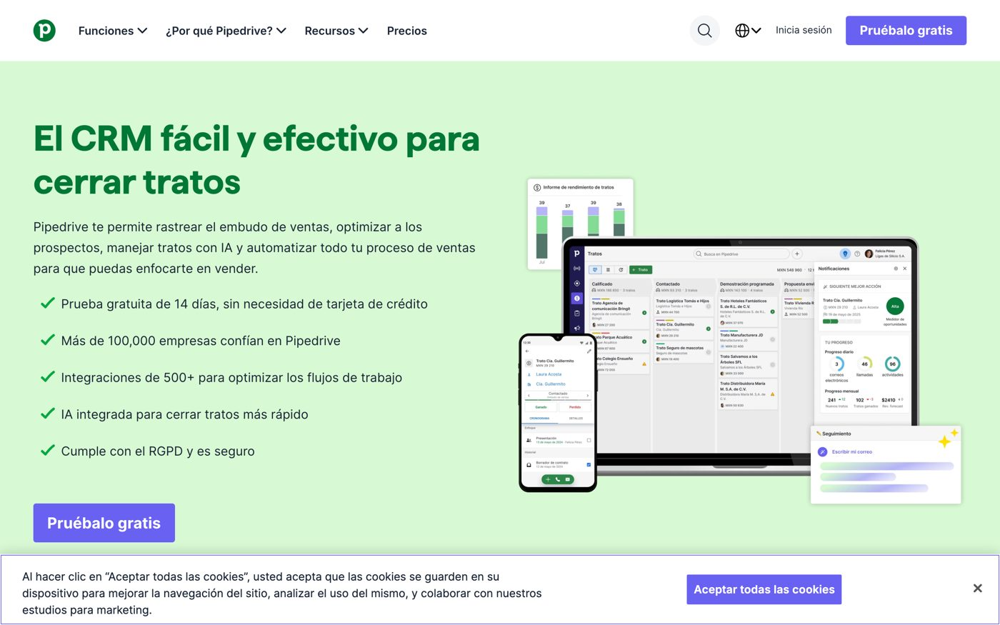 p
Funciones
¿Por qué Pipedrive?
Recursos
Precios
Inicia sesión
Pruébalo gratis
El CRM fácil y efectivo para
cerrar tratos
Pipedrive te permite rastrear el embudo de ventas, optimizar a los
prospectos, manejar tratos con IA y automatizar todo tu proceso de ventas
para que puedas enfocarte en vender.
Prueba gratuita de 14 días, sin necesidad de tarjeta de crédito
Más de 100,000 empresas confían en Pipedrive
Integraciones de 500+ para optimizar los flujos de trabajo
IA integrada para cerrar tratos más rápido
Cumple con el RGPD y es seguro
Pruébalo gratis
Informe de rendimiento de tratos
39
37
39
38
Jul
p
Tratos
Busca en Pipedrive
Felicia Pérez
Ligas de Silicio S.A.
+ Trato
MXN 548 960 · 12 t
Calificado
MXN 186 650 · 3 tratos
Trato Agencia de
comunicación Bringit
Agencia de comunicación
Bringit
MXN 27 200
Trato Parque Acuático
que Acuático
MXN 87 600
to Colegio Ensueño
egio Ensueño
MXN 72 000
Contactado
MXN 93 310 · 3 tratos
Trato Logística Tomás e Hijos
Logística Tomás e Hijos
MXN 44 700
Trato Cía. Guillermito
Cía. Guillermito
MXN 29 210
Trato Seguro de mascotas
Seguro de mascotas
MXN 19 400
Demostración programada
MXN 143 100 · 4 tratos
Trato Hoteles Fantásticos
S. de R.L. de C.V.
Hoteles Fantásticos S. de R.L.
de C.V.
MXN 37 070
Trato Manufacturera JD
Manufacturera JD
MXN 22 400
Trato Salvamos a los
Árboles SFL
Salvamos a los Árboles SFL
MXN 33 000
Trato Distribuidora María
M. S.A. de C.V.
Distribuidora María M. S.A. de
C.V.
MXN 50 630
Propuesta envi
MXN 52 500 ·
Trato Vivienda R
Vivienda Río
MXN 52 500
Notificaciones
SIGUIENTE MEJOR ACCIÓN
Trato Cía. Guillermito
MXN 29 210
Laura Acosta
19 de mayo de 2025
Alta
Medidor de
oportunidades
TU PROGRESO
Progreso diario
3
46
96
correos
electrónicos
llamadas
actividades
Progreso mensual
241
12
102
-3
$2410
0
Nuevos tratos
Tratos ganados
Rev. forecast
12:30
Trato Cía. Guillermito
MXN 29 210
Laura Acosta
Cía. Guillermito
Contactado
Embudo de ventas
Ganado
Perdido
CRONOGRAMA
DETALLES
Enfoque
Presentación
13 de mayo de 2024 · Felicia Pérez
Historial
Borrador de contrato
12 de mayo de 2024
Seguimiento
Escribir mi correo
Al hacer clic en “Aceptar todas las cookies”, usted acepta que las cookies se guarden en su
dispositivo para mejorar la navegación del sitio, analizar el uso del mismo, y colaborar con nuestros
estudios para marketing.
Aceptar todas las cookies